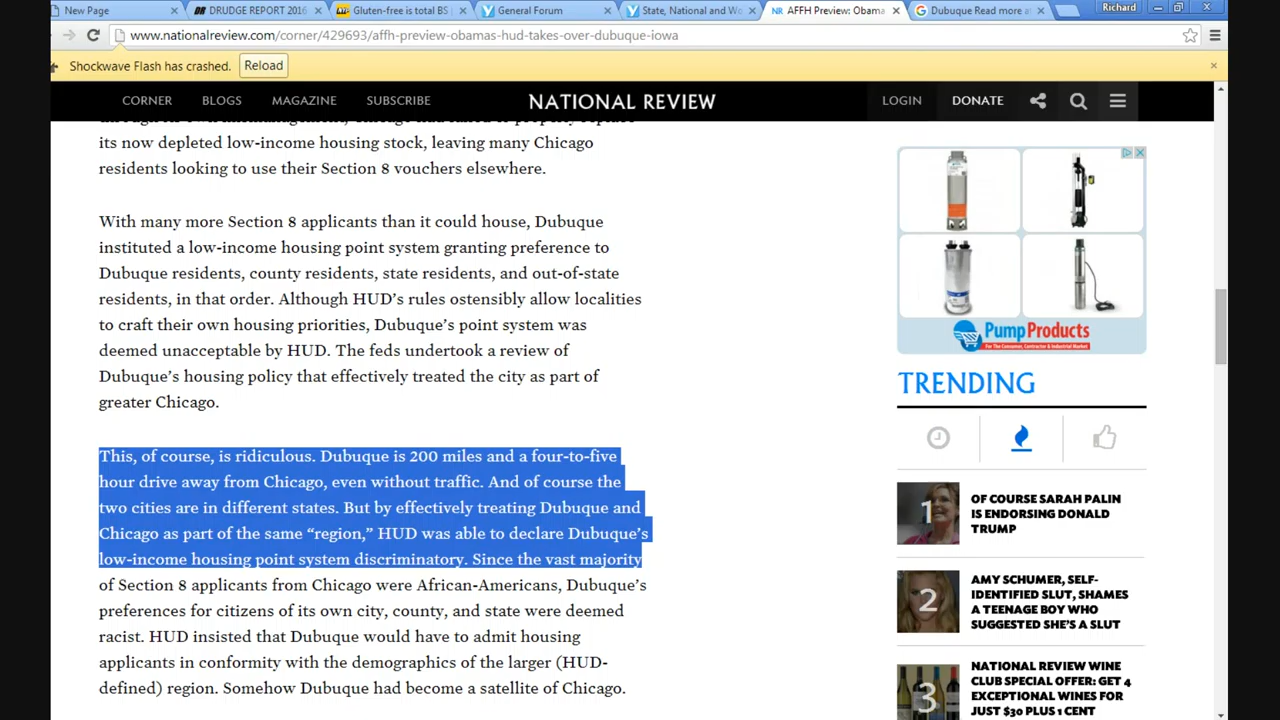 New Page
DRUDGE REPORT 2016
Gluten-free is total BS
General Forum
State, National and Wo
AFFH Preview: Obama
Dubuque Read more at
Richard
www.nationalreview.com/corner/429693/affh-preview-obamas-hud-takes-over-dubuque-iowa
Shockwave Flash has crashed. Reload
CORNER BLOGS MAGAZINE SUBSCRIBE NATIONAL REVIEW LOGIN DONATE
its now depleted low-income housing stock, leaving many Chicago
residents looking to use their Section 8 vouchers elsewhere.
With many more Section 8 applicants than it could house, Dubuque
instituted a low-income housing point system granting preference to
Dubuque residents, county residents, state residents, and out-of-state
residents, in that order. Although HUD's rules ostensibly allow localities
to craft their own housing priorities, Dubuque's point system was
deemed unacceptable by HUD. The feds undertook a review of
Dubuque's housing policy that effectively treated the city as part of
greater Chicago.
This, of course, is ridiculous. Dubuque is 200 miles and a four-to-five
hour drive away from Chicago, even without traffic. And of course the
two cities are in different states. But by effectively treating Dubuque and
Chicago as part of the same “region,” HUD was able to declare Dubuque's
low-income housing point system discriminatory. Since the vast majority
of Section 8 applicants from Chicago were African-Americans, Dubuque's
preferences for citizens of its own city, county, and state were deemed
racist. HUD insisted that Dubuque would have to admit housing
applicants in conformity with the demographics of the larger (HUD-
defined) region. Somehow Dubuque had become a satellite of Chicago.
Pump Products
For The Consumer, Contractor & Industrial Market
TRENDING
1
OF COURSE SARAH PALIN
IS ENDORSING DONALD
TRUMP
2
AMY SCHUMER, SELF-
IDENTIFIED SLUT, SHAMES
A TEENAGE BOY WHO
SUGGESTED SHE'S A SLUT
3
NATIONAL REVIEW WINE
CLUB SPECIAL OFFER: GET 4
EXCEPTIONAL WINES FOR
JUST $30 PLUS 1 CENT